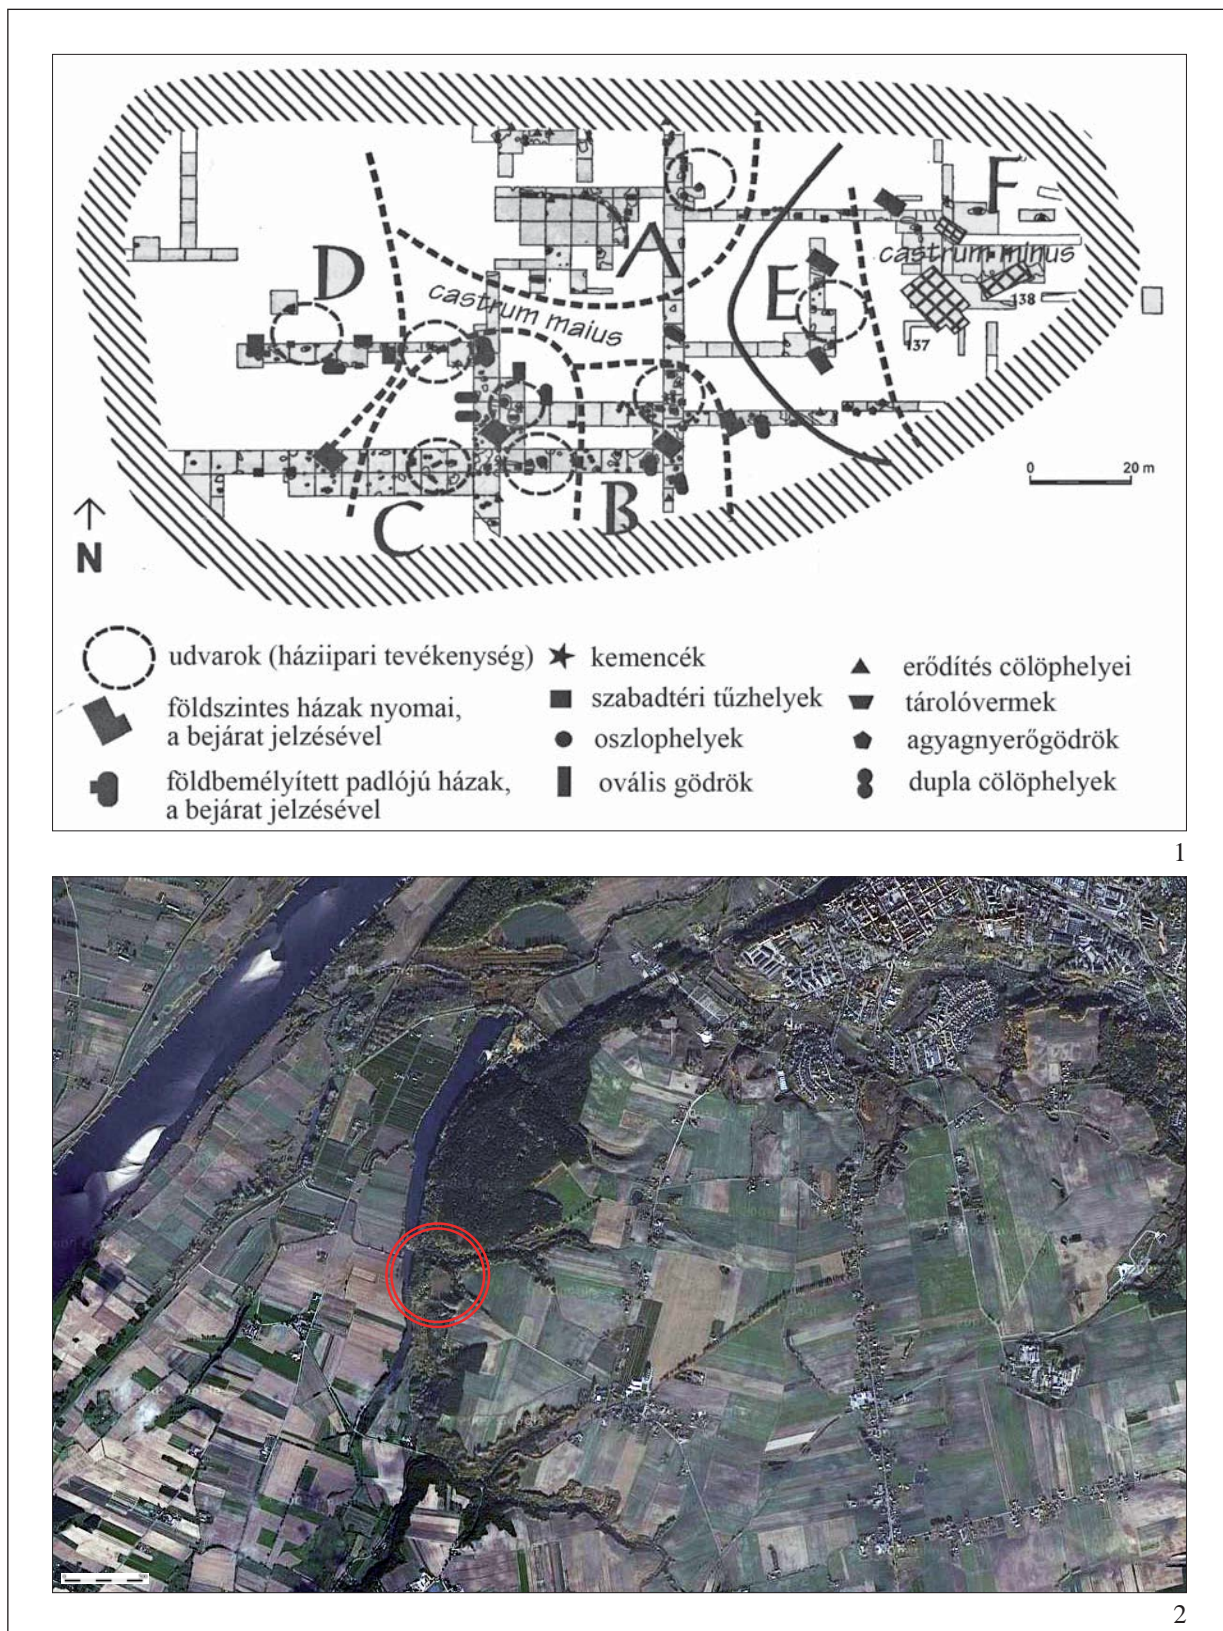 F
A
D
castrum minus
E
castrum maius
138
137
0 20 m
B
C
N
udvarok (háziipari tevékenység)
földszintes házak nyomai,
a bejárat jelzésével
földbemélyített padlójú házak,
a bejárat jelzésével
kemencék
szabadtéri tűzhelyek
oszlophelyek
ovális gödrök
erődítés cölöphelyei
tárolóvermek
agyagnyerőgödrök
dupla cölöphelyek
1
2